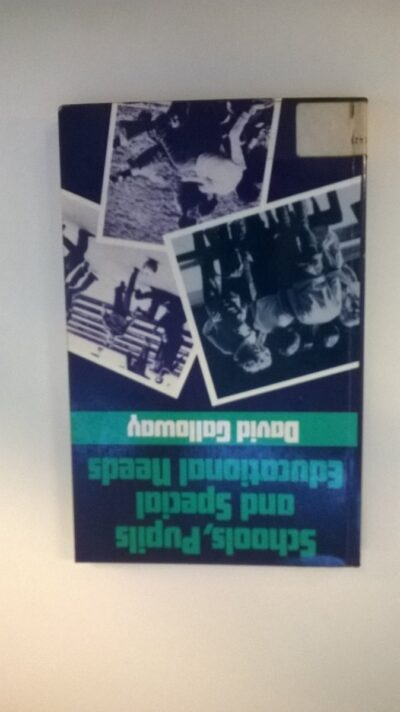 Schools, Pupils
and Special
Educational Needs
David Galloway